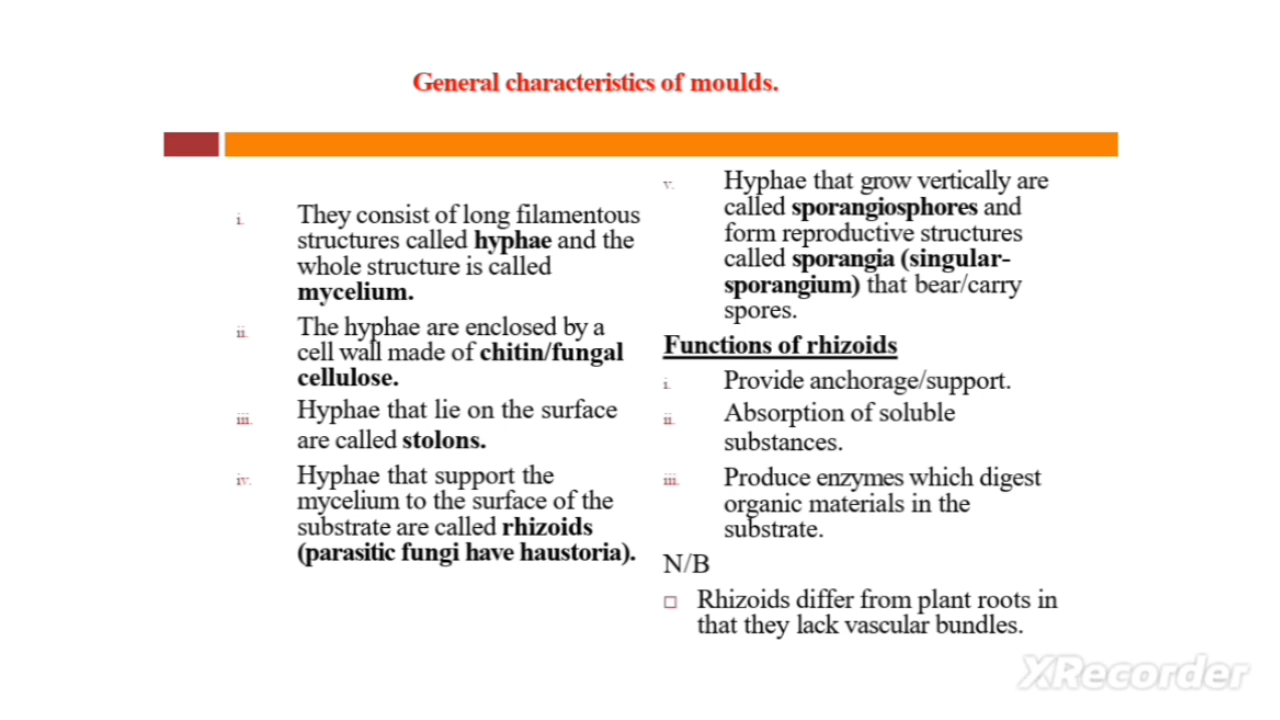 General characteristics of moulds.
i. They consist of long filamentous
structures called hyphae and the
whole structure is called
mycelium.
ii. The hyphae are enclosed by a
cell wall made of chitin/fungal
cellulose.
iii. Hyphae that lie on the surface
are called stolons.
iv. Hyphae that support the
mycelium to the surface of the
substrate are called rhizoids
(parasitic fungi have haustoria).
v. Hyphae that grow vertically are
called sporangiosphores and
form reproductive structures
called sporangia (singular-
sporangium) that bear/carry
spores.
Functions of rhizoids
i. Provide anchorage/support.
ii. Absorption of soluble
substances.
iii. Produce enzymes which digest
organic materials in the
substrate.
N/B
□ Rhizoids differ from plant roots in
that they lack vascular bundles.
XRecorder